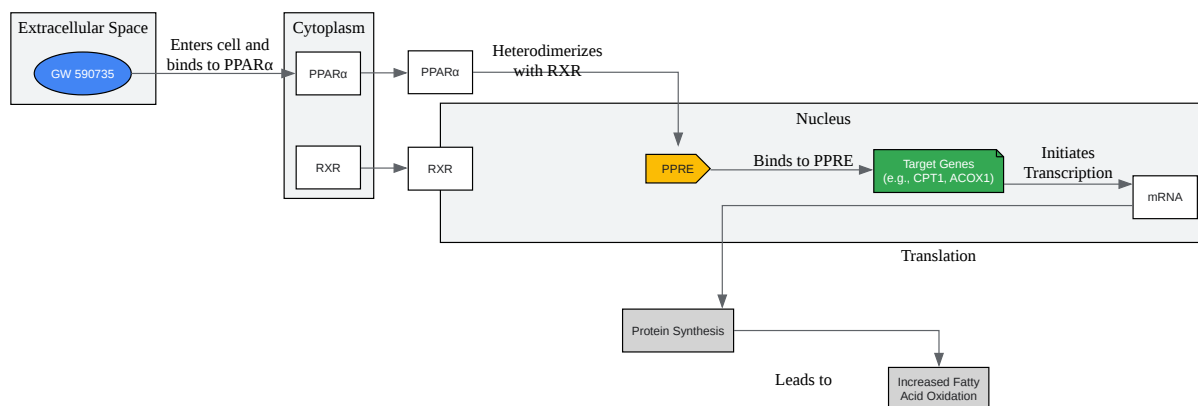 Extracellular Space
GW 590735
Enters cell and
binds to PPARα
Cytoplasm
PPARα
RXR
PPARα
RXR
Heterodimerizes
with RXR
Nucleus
PPRE
Binds to PPRE
Target Genes
(e.g., CPT1, ACOX1)
Initiates
Transcription
mRNA
Translation
Protein Synthesis
Leads to
Increased Fatty
Acid Oxidation